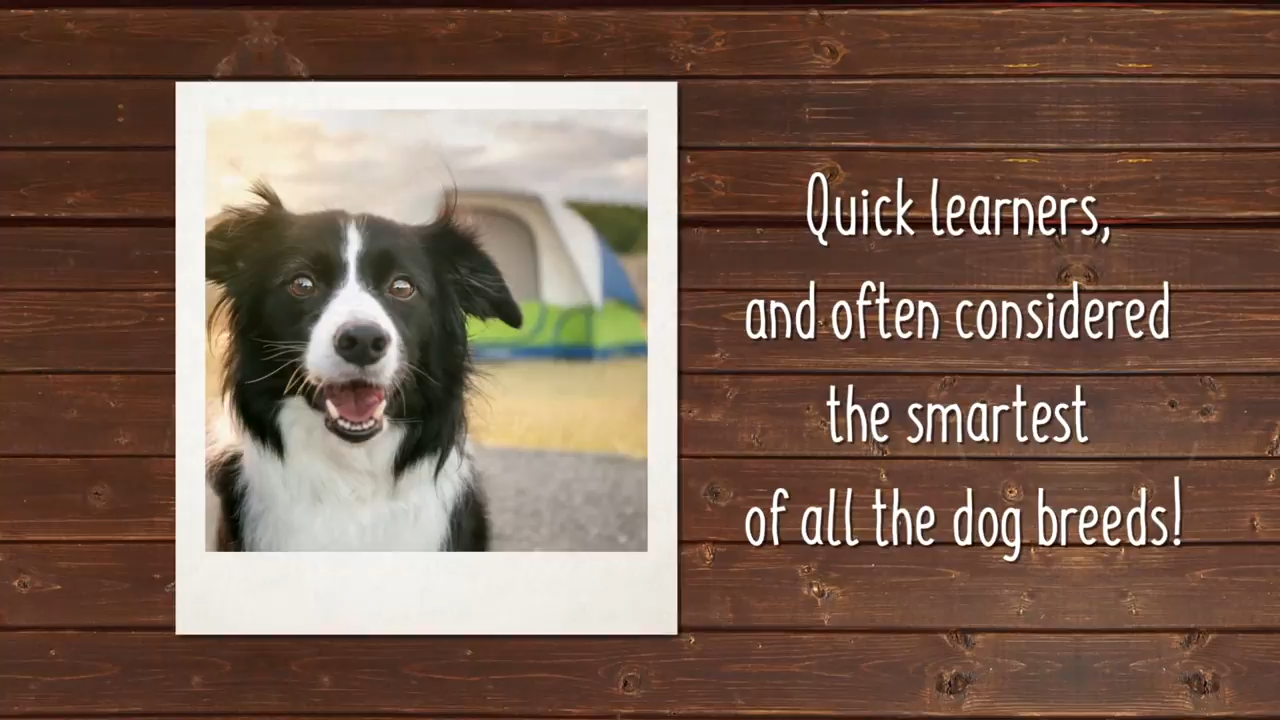 Quick learners,
and often considered
the smartest
of all the dog breeds!